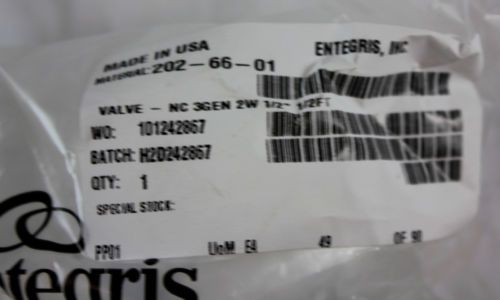 MADE IN USA ENTEGRIS, INC
MATERIAL: 202-66-01
VALVE - NC 3GEN 2W 1/2" 1/2FT
WO: 101242867
BATCH: H2D242867
QTY: 1
SPECIAL STOCK:
PP01 UoM EA 49 OF 90
ntegris